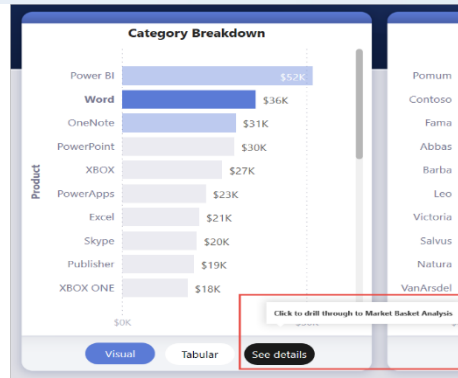 Category Breakdown
Product
Power BI $52K
Word $36K
OneNote $31K
PowerPoint $30K
XBOX $27K
PowerApps $23K
Excel $21K
Skype $20K
Publisher $19K
XBOX ONE $18K
$0K
Click to drill through to Market Basket Analysis
Visual Tabular See details
Pomum
Contoso
Fama
Abbas
Barba
Leo
Victoria
Salvus
Natura
VanArsdel